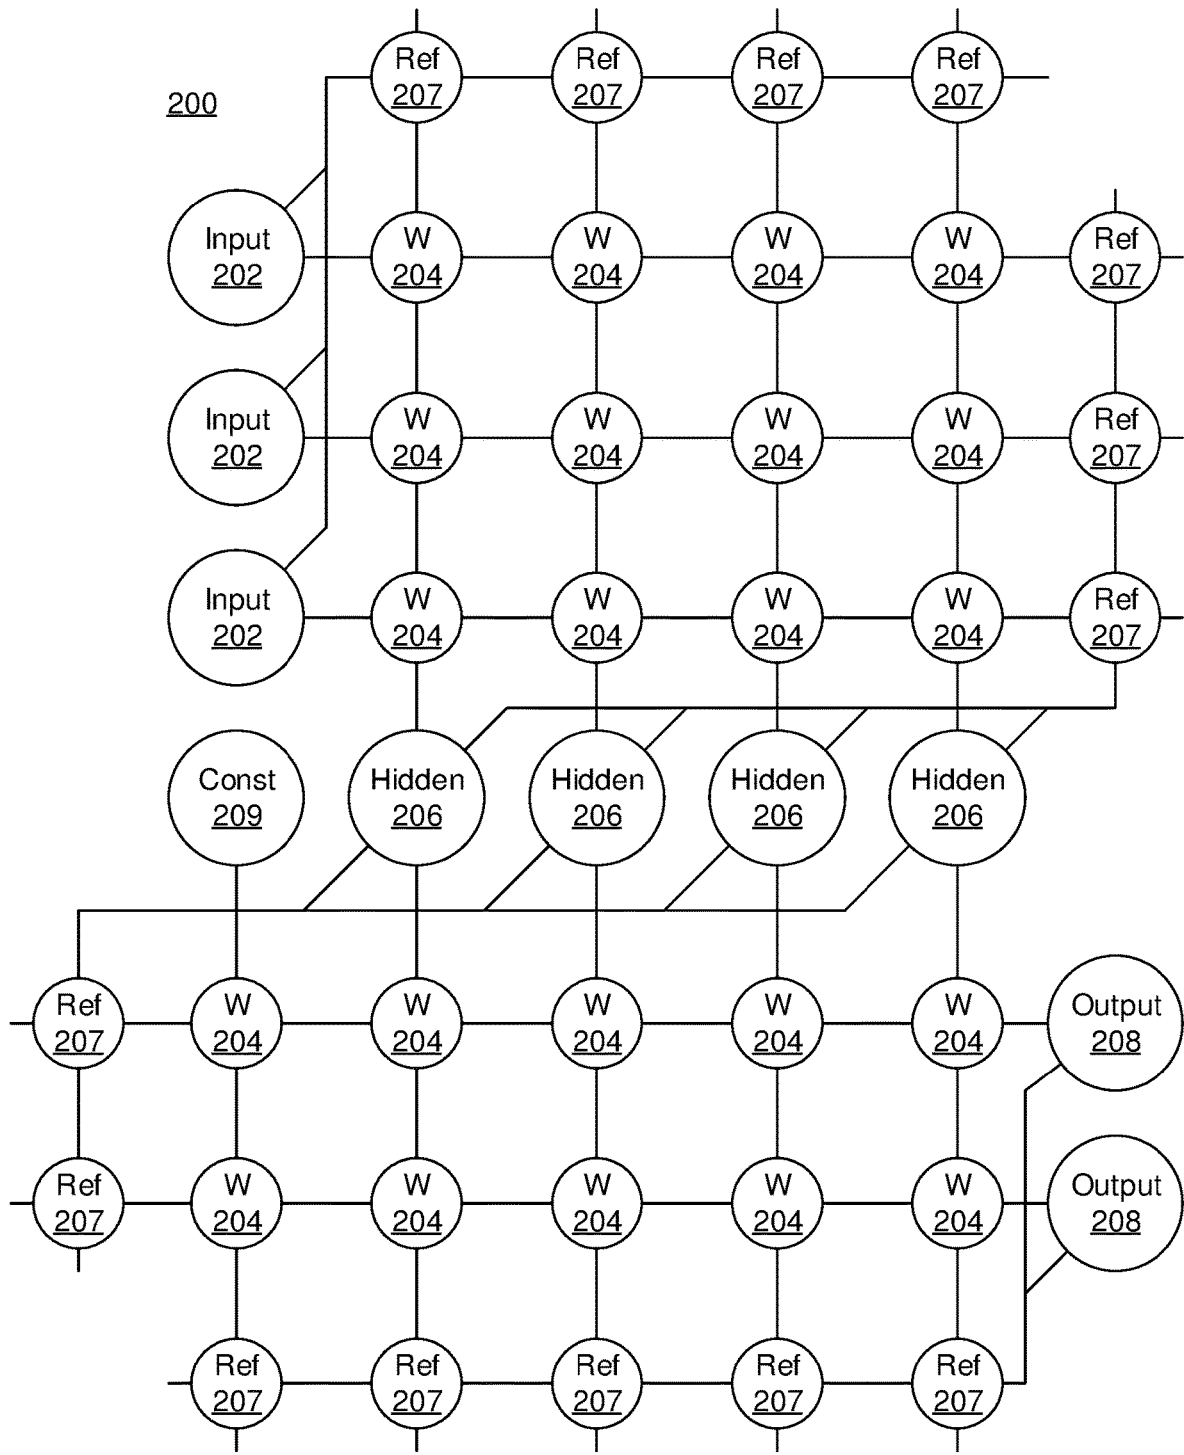 Ref Ref Ref Ref
207 207 207 207
200
Input W W W W Ref
202 204 204 204 204 207
Input W W W W Ref
202 204 204 204 204 207
Input W W W W Ref
202 204 204 204 204 207
Const Hidden Hidden Hidden Hidden
209 206 206 206 206
Ref W W W W W Output
207 204 204 204 204 204 208
Ref W W W W W Output
207 204 204 204 204 204 208
Ref Ref Ref Ref Ref
207 207 207 207 207